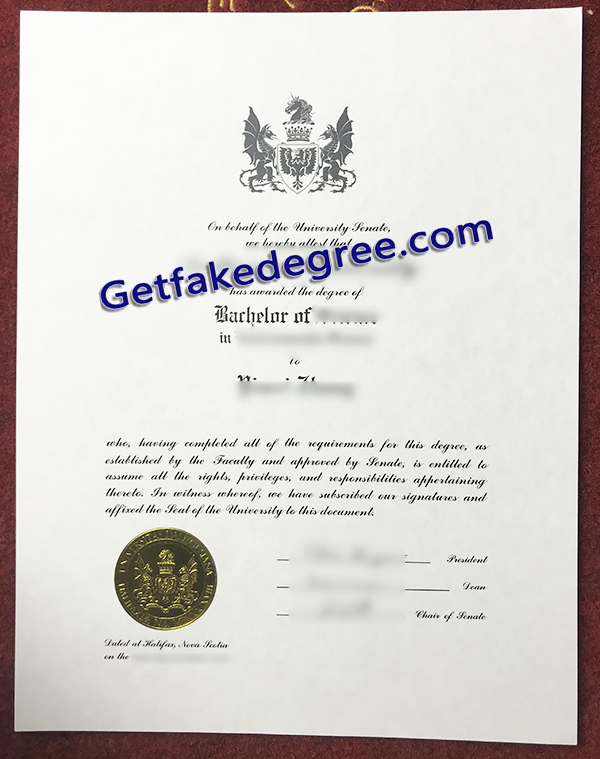 On behalf of the University Senate,
we hereby attest that
Getfakedegree.com
has awarded the degree of
Bachelor of
in
to
who, having completed all of the requirements for this degree, as
established by the Faculty and approved by Senate, is entitled to
assume all the rights, privileges, and responsibilities appertaining
thereto. In witness whereof, we have subscribed our signatures and
affixed the Seal of the University to this document.
President
Dean
Chair of Senate
Dated at Halifax, Nova Scotia
on the